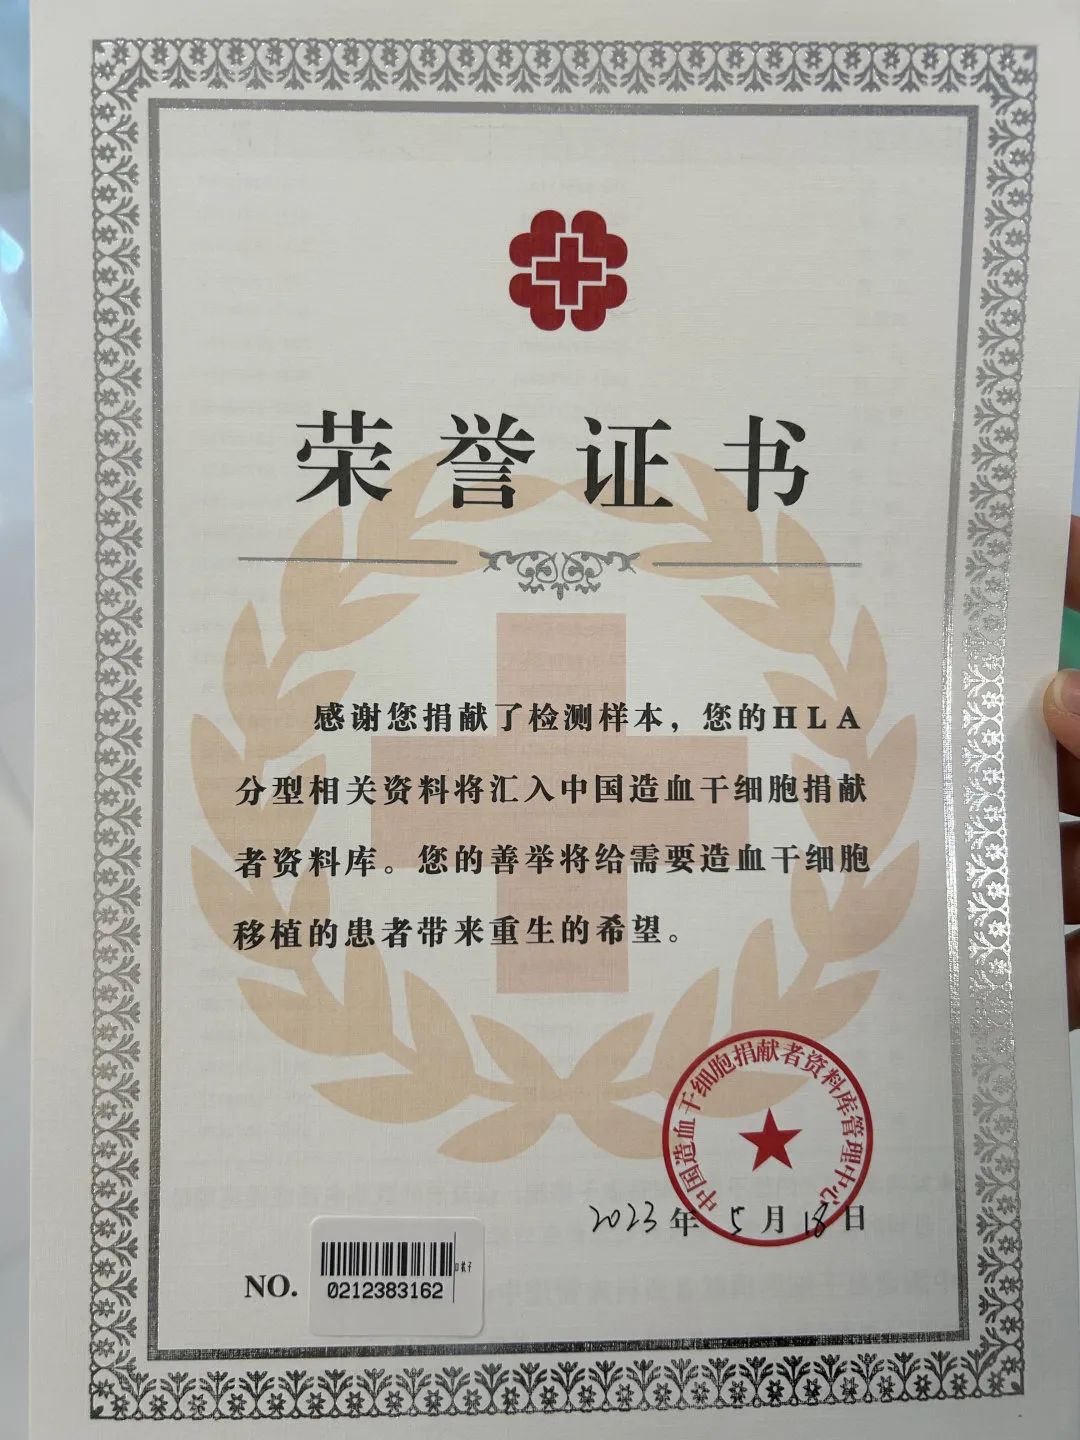 荣誉证书
感谢您捐献了检测样本，您的HLA
分型相关资料将汇入中国造血干细胞捐献
者资料库。您的善举将给需要造血干细胞
移植的患者带来重生的希望。
中国造血干细胞捐献者资料库管理中心
2023年5月18日
NO.
0212383162